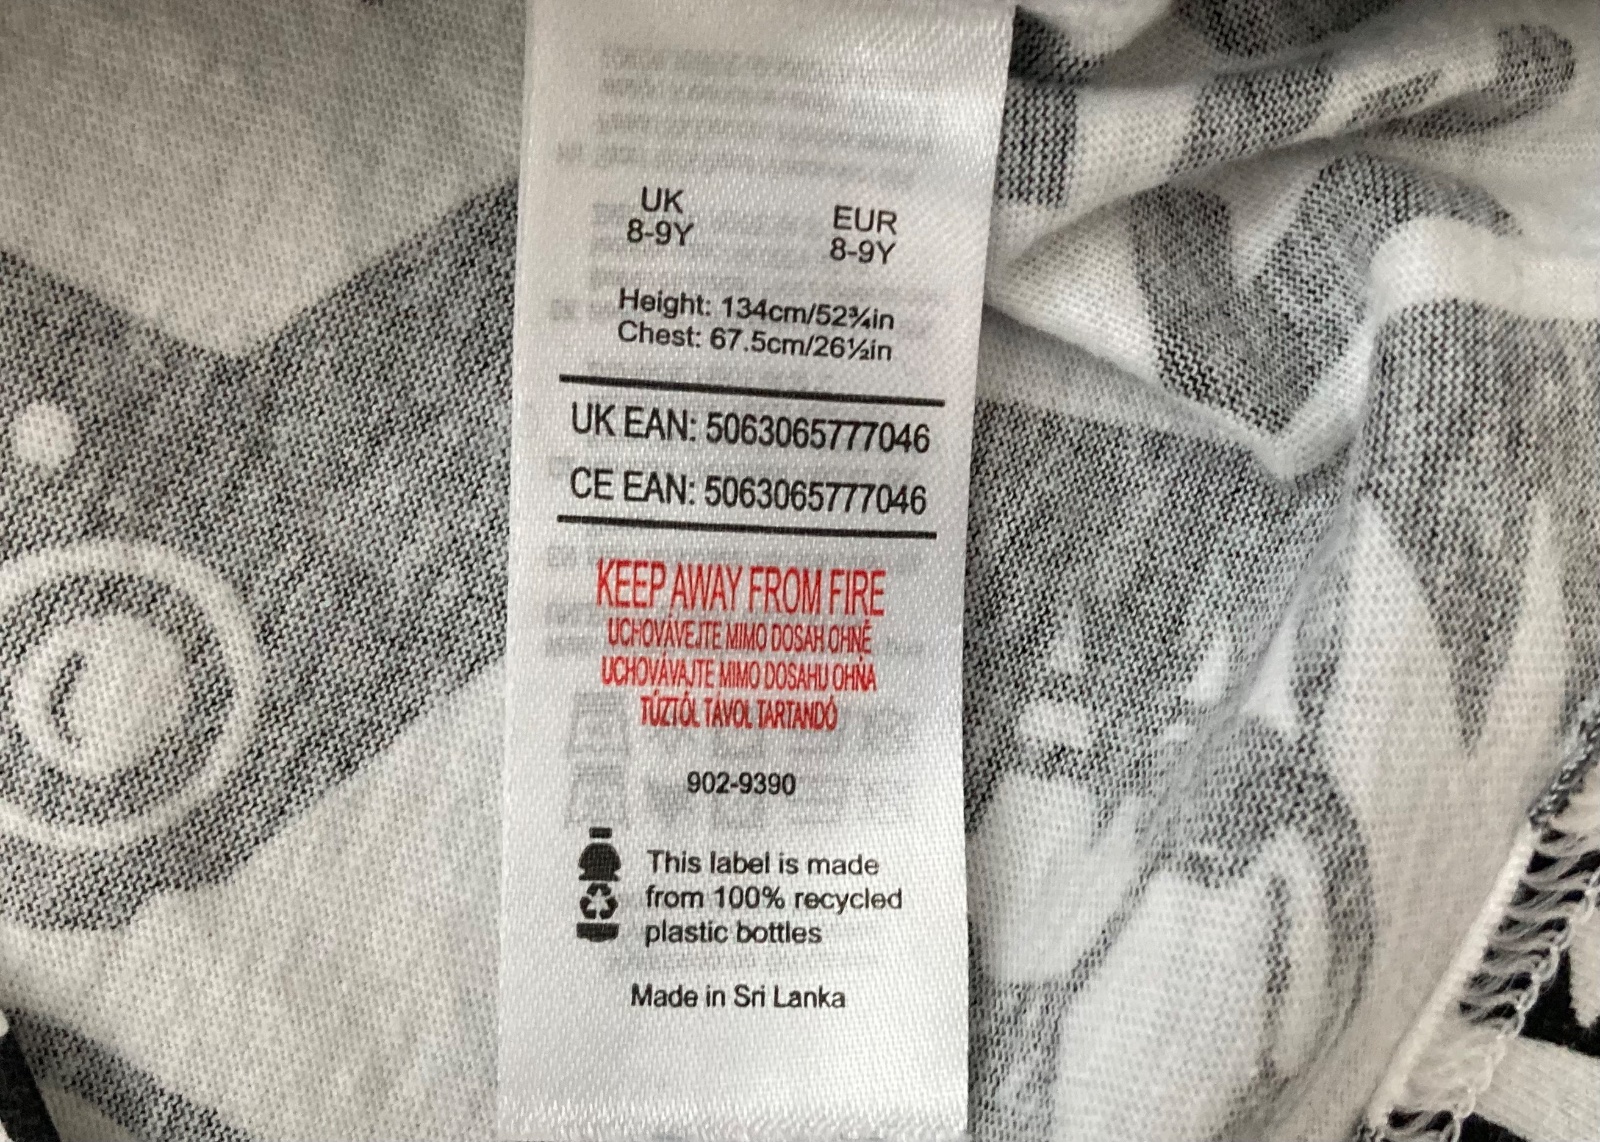 UK EUR
8-9Y 8-9Y
Height: 134cm/52¾in
Chest: 67.5cm/26½in
UK EAN: 5063065777046
CE EAN: 5063065777046
KEEP AWAY FROM FIRE
UCHOVÁVEJTE MIMO DOSAH OHNĚ
UCHOVÁVAJTE MIMO DOSAHU OHŇA
TŰZTŐL TÁVOL TARTANDÓ
902-9390
This label is made
from 100% recycled
plastic bottles
Made in Sri Lanka